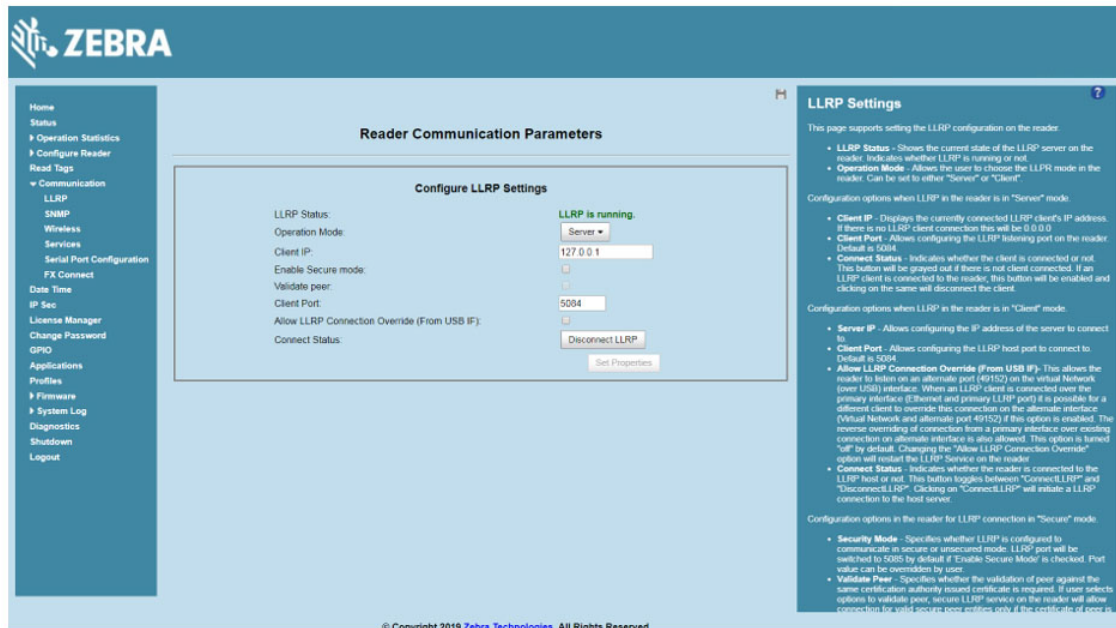 ZEBRA
Home
Status
Operation Statistics
Configure Reader
Read Tags
Communication
LLRP
SNMP
Wireless
Services
Serial Port Configuration
FX Connect
Date Time
IP Sec
License Manager
Change Password
GPIO
Applications
Profiles
Firmware
System Log
Diagnostics
Shutdown
Logout
Reader Communication Parameters
Configure LLRP Settings
LLRP Status: LLRP is running.
Operation Mode: Server
Client IP: 127.0.0.1
Enable Secure mode:
Validate peer:
Client Port: 5084
Allow LLRP Connection Override (From USB IF):
Connect Status: Disconnect LLRP
Set Properties
?
LLRP Settings
This page supports setting the LLRP configuration on the reader.
• LLRP Status - Shows the current state of the LLRP server on the
reader. Indicates whether LLRP is running or not.
• Operation Mode - Allows the user to choose the LLPR mode in the
reader. Can be set to either "Server" or "Client".
Configuration options when LLRP in the reader is in "Server" mode.
• Client IP - Displays the currently connected LLRP client's IP address.
If there is no LLRP client connection this will be 0.0.0.0
• Client Port - Allows configuring the LLRP listening port on the reader.
Default is 5084.
• Connect Status - Indicates whether the client is connected or not.
This button will be grayed out if there is not client connected. If an
LLRP client is connected to the reader, this button will be enabled and
clicking on the same will disconnect the client.
Configuration options when LLRP in the reader is in "Client" mode.
• Server IP - Allows configuring the IP address of the server to connect
to.
• Client Port - Allows configuring the LLRP host port to connect to.
Default is 5084.
• Allow LLRP Connection Override (From USB IF)- This allows the
reader to listen on an alternate port (49152) on the virtual Network
(over USB) interface. When an LLRP client is connected over the
primary interface (Ethernet and primary LLRP port) it is possible for a
different client to override this connection on the alternate interface
(Virtual Network and alternate port 49152) if this option is enabled. The
reverse overriding of connection from a primary interface over existing
connection on alternate interface is also allowed. This option is turned
"off" by default. Changing the "Allow LLRP Connection Override"
option will restart the LLRP Service on the reader
• Connect Status - Indicates whether the reader is connected to the
LLRP host or not. This button toggles between "ConnectLLRP" and
"DisconnectLLRP". Clicking on "ConnectLLRP" will initiate a LLRP
connection to the host server.
Configuration options in the reader for LLRP connection in "Secure" mode.
• Security Mode - Specifies whether LLRP is configured to
communicate in secure or unsecured mode. LLRP port will be
switched to 5085 by default if 'Enable Secure Mode' is checked. Port
value can be overridden by user.
• Validate Peer - Specifies whether the validation of peer against the
same certification authority issued certificate is required. If user selects
options to validate peer, secure LLRP service on the reader will allow
connection for valid secure peer entities only if the certificate of peer is
© Copyright 2019 Zebra Technologies. All Rights Reserved.